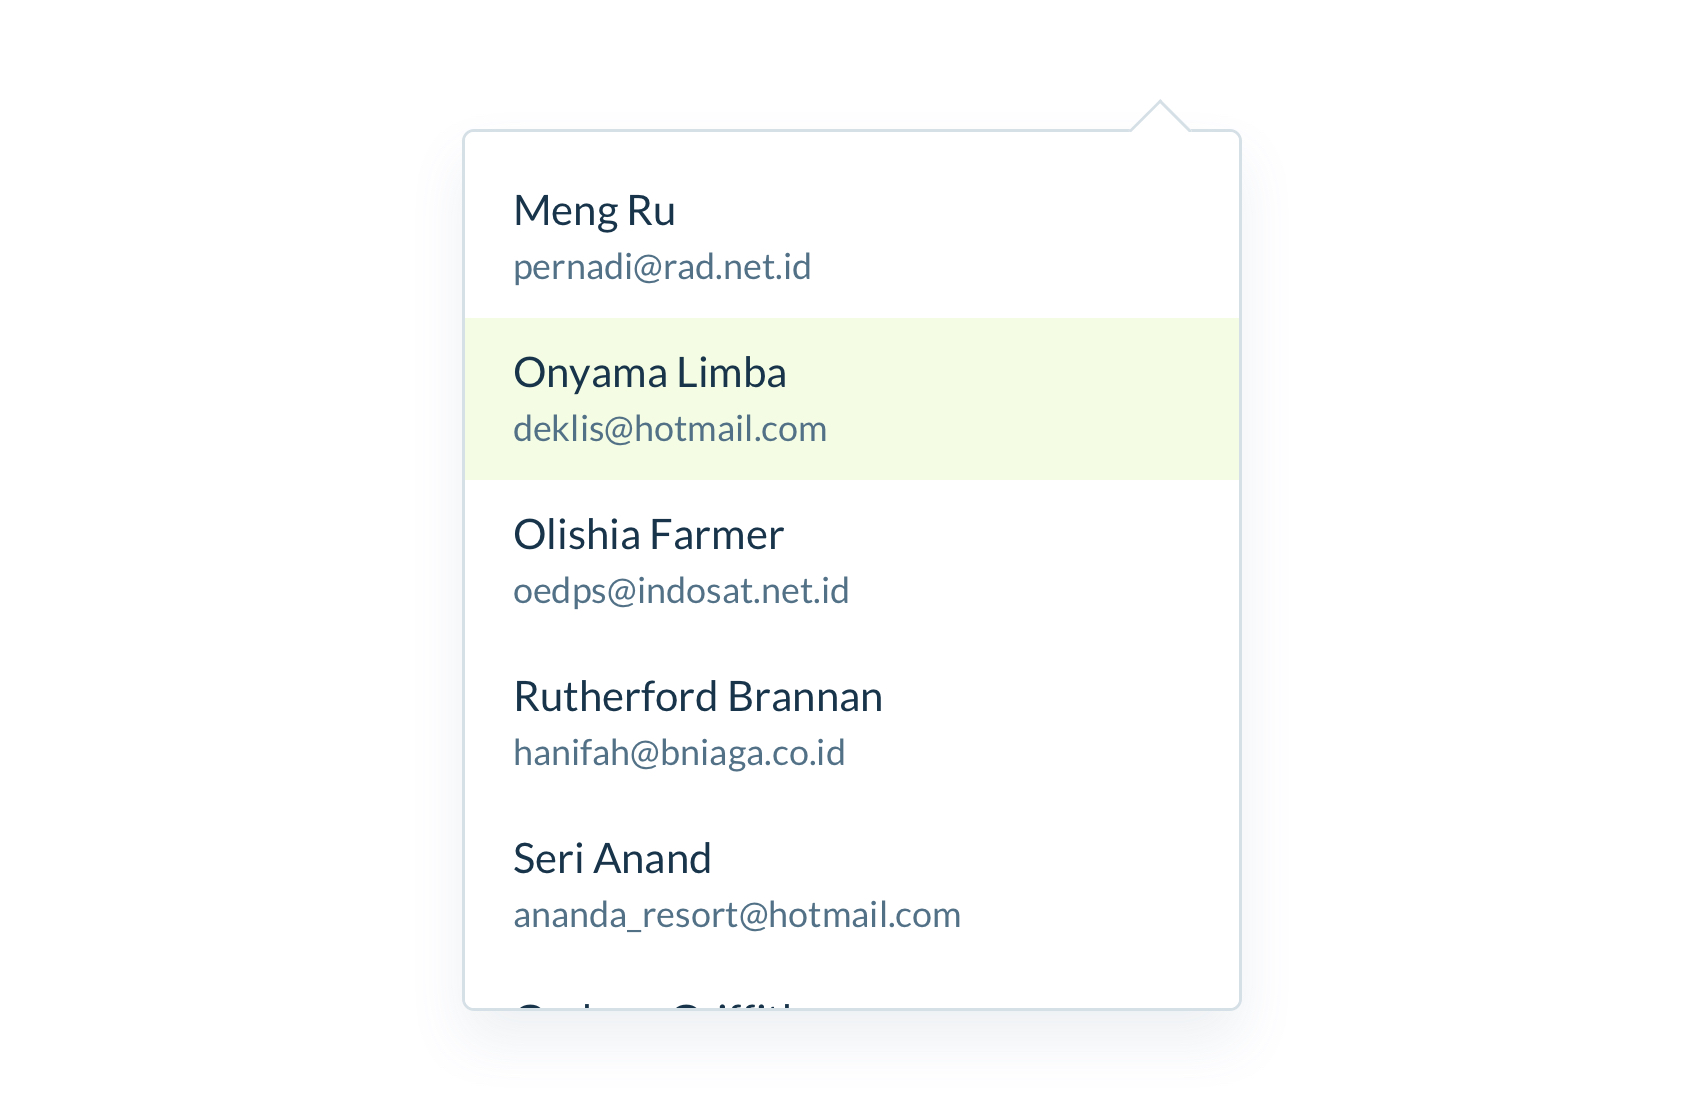 Meng Ru
pernadi@rad.net.id
Onyama Limba
deklis@hotmail.com
Olishia Farmer
oedps@indosat.net.id
Rutherford Brannan
hanifah@bniaga.co.id
Seri Anand
ananda_resort@hotmail.com